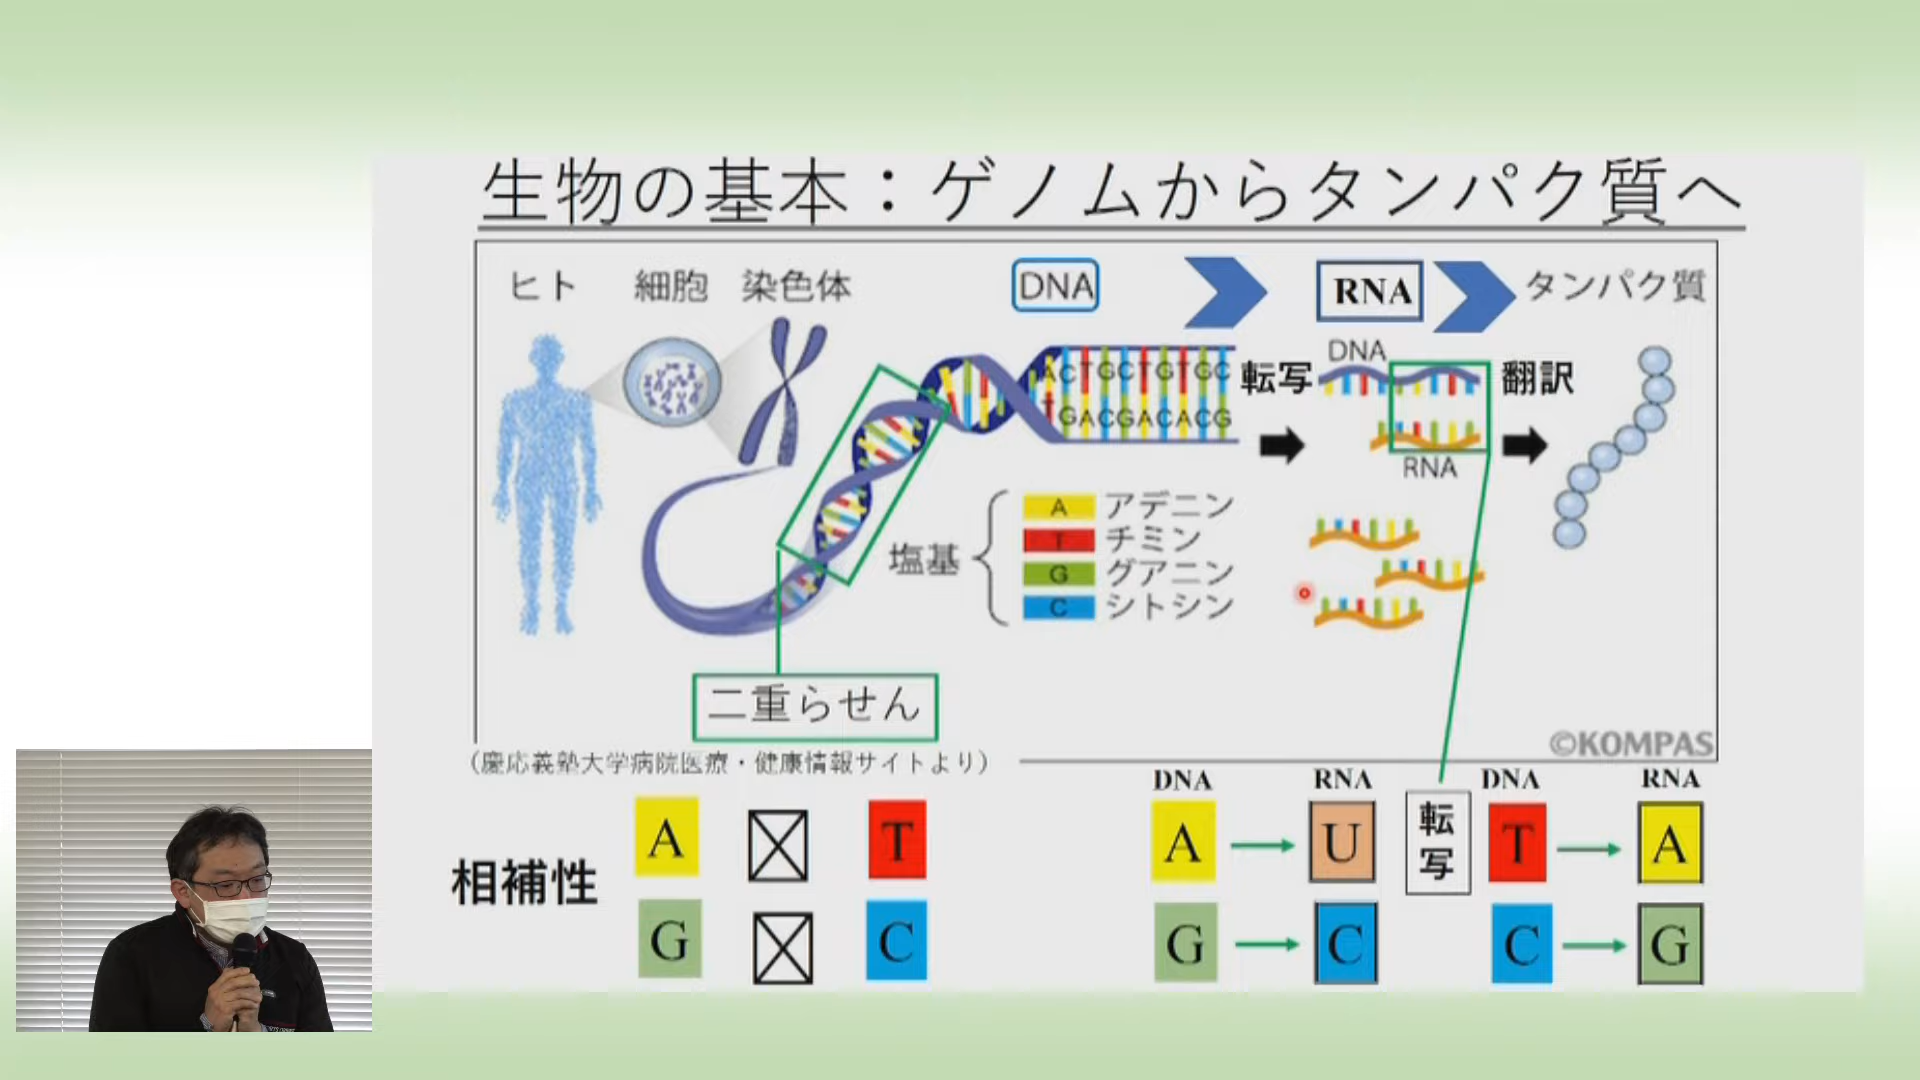 生物の基本：ゲノムからタンパク質へ
ヒト 細胞 染色体 DNA RNA タンパク質
DNA
転写 翻訳
ACTGCTGTGC
TGACGACACG
RNA
塩基
A アデニン
T チミン
G グアニン
C シトシン
二重らせん
©KOMPAS
（慶応義塾大学病院医療・健康情報サイトより）
DNA RNA DNA RNA
相補性
A T A U 転写 T A
G C G C C G